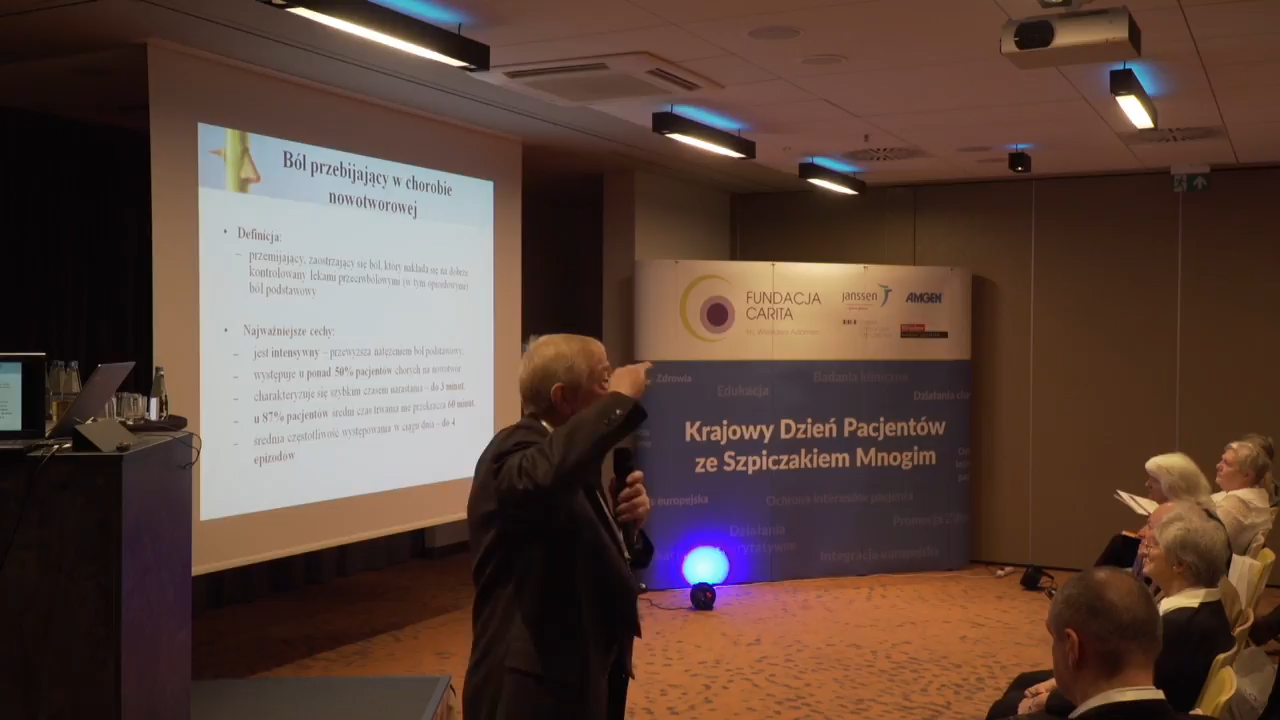 Ból przebijający w chorobie
nowotworowej
• Definicja:
– przemijający, zaostrzający się ból, który nakłada się na dobrze
kontrolowany lekami przeciwbólowymi (w tym opioidowymi)
ból podstawowy
• Najważniejsze cechy:
– jest intensywny – przewyższa natężeniem ból podstawowy,
– występuje u ponad 50% pacjentów chorych na nowotwór
– charakteryzuje się szybkim czasem narastania – do 3 minut,
– u 87% pacjentów średni czas trwania nie przekracza 60 minut,
– średnia częstotliwość występowania w ciągu dnia – do 4
epizodów
FUNDACJA
CARITA
janssen
AMGEN
Zdrowia
Edukacja
Badania kliniczne
Działania
Krajowy Dzień Pacjentów
ze Szpiczakiem Mnogim
europejska
Ochrona interesów pacjenta
Działania
Promocja
Integracja europejska